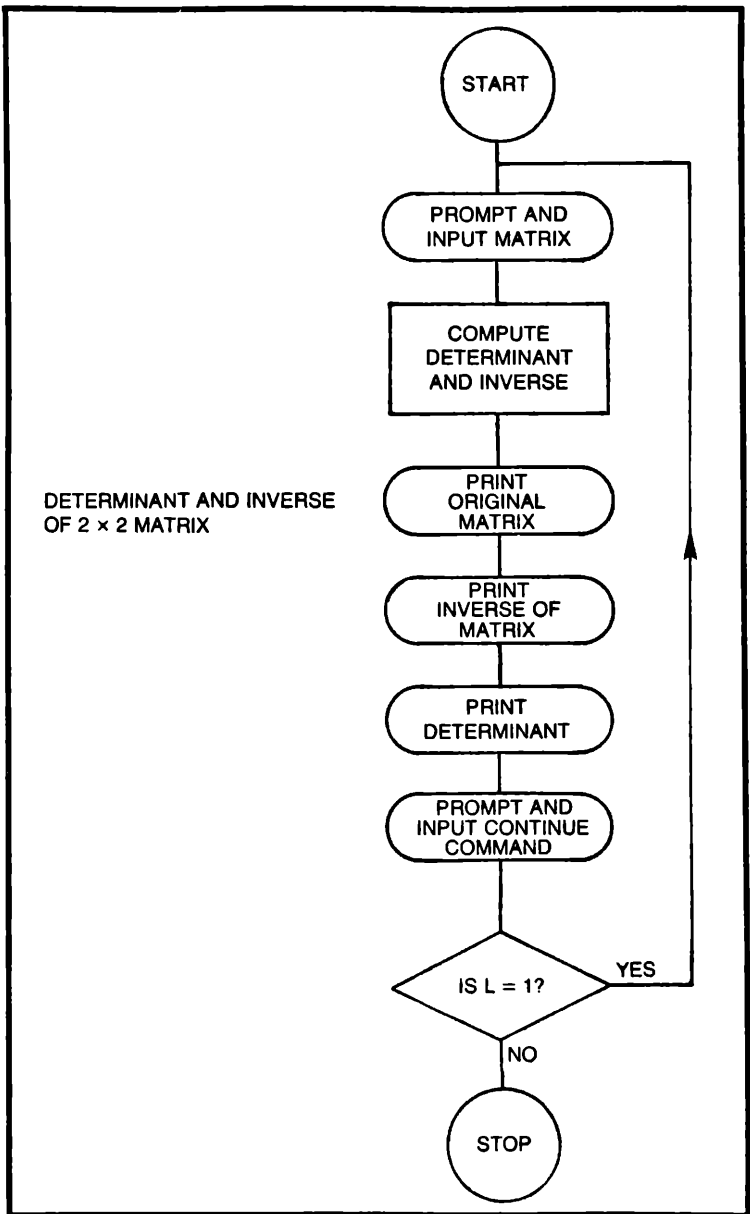 START
PROMPT AND
INPUT MATRIX
COMPUTE
DETERMINANT
AND INVERSE
DETERMINANT AND INVERSE
OF 2 × 2 MATRIX
PRINT
ORIGINAL
MATRIX
PRINT
INVERSE OF
MATRIX
PRINT
DETERMINANT
PROMPT AND
INPUT CONTINUE
COMMAND
IS L = 1?
YES
NO
STOP